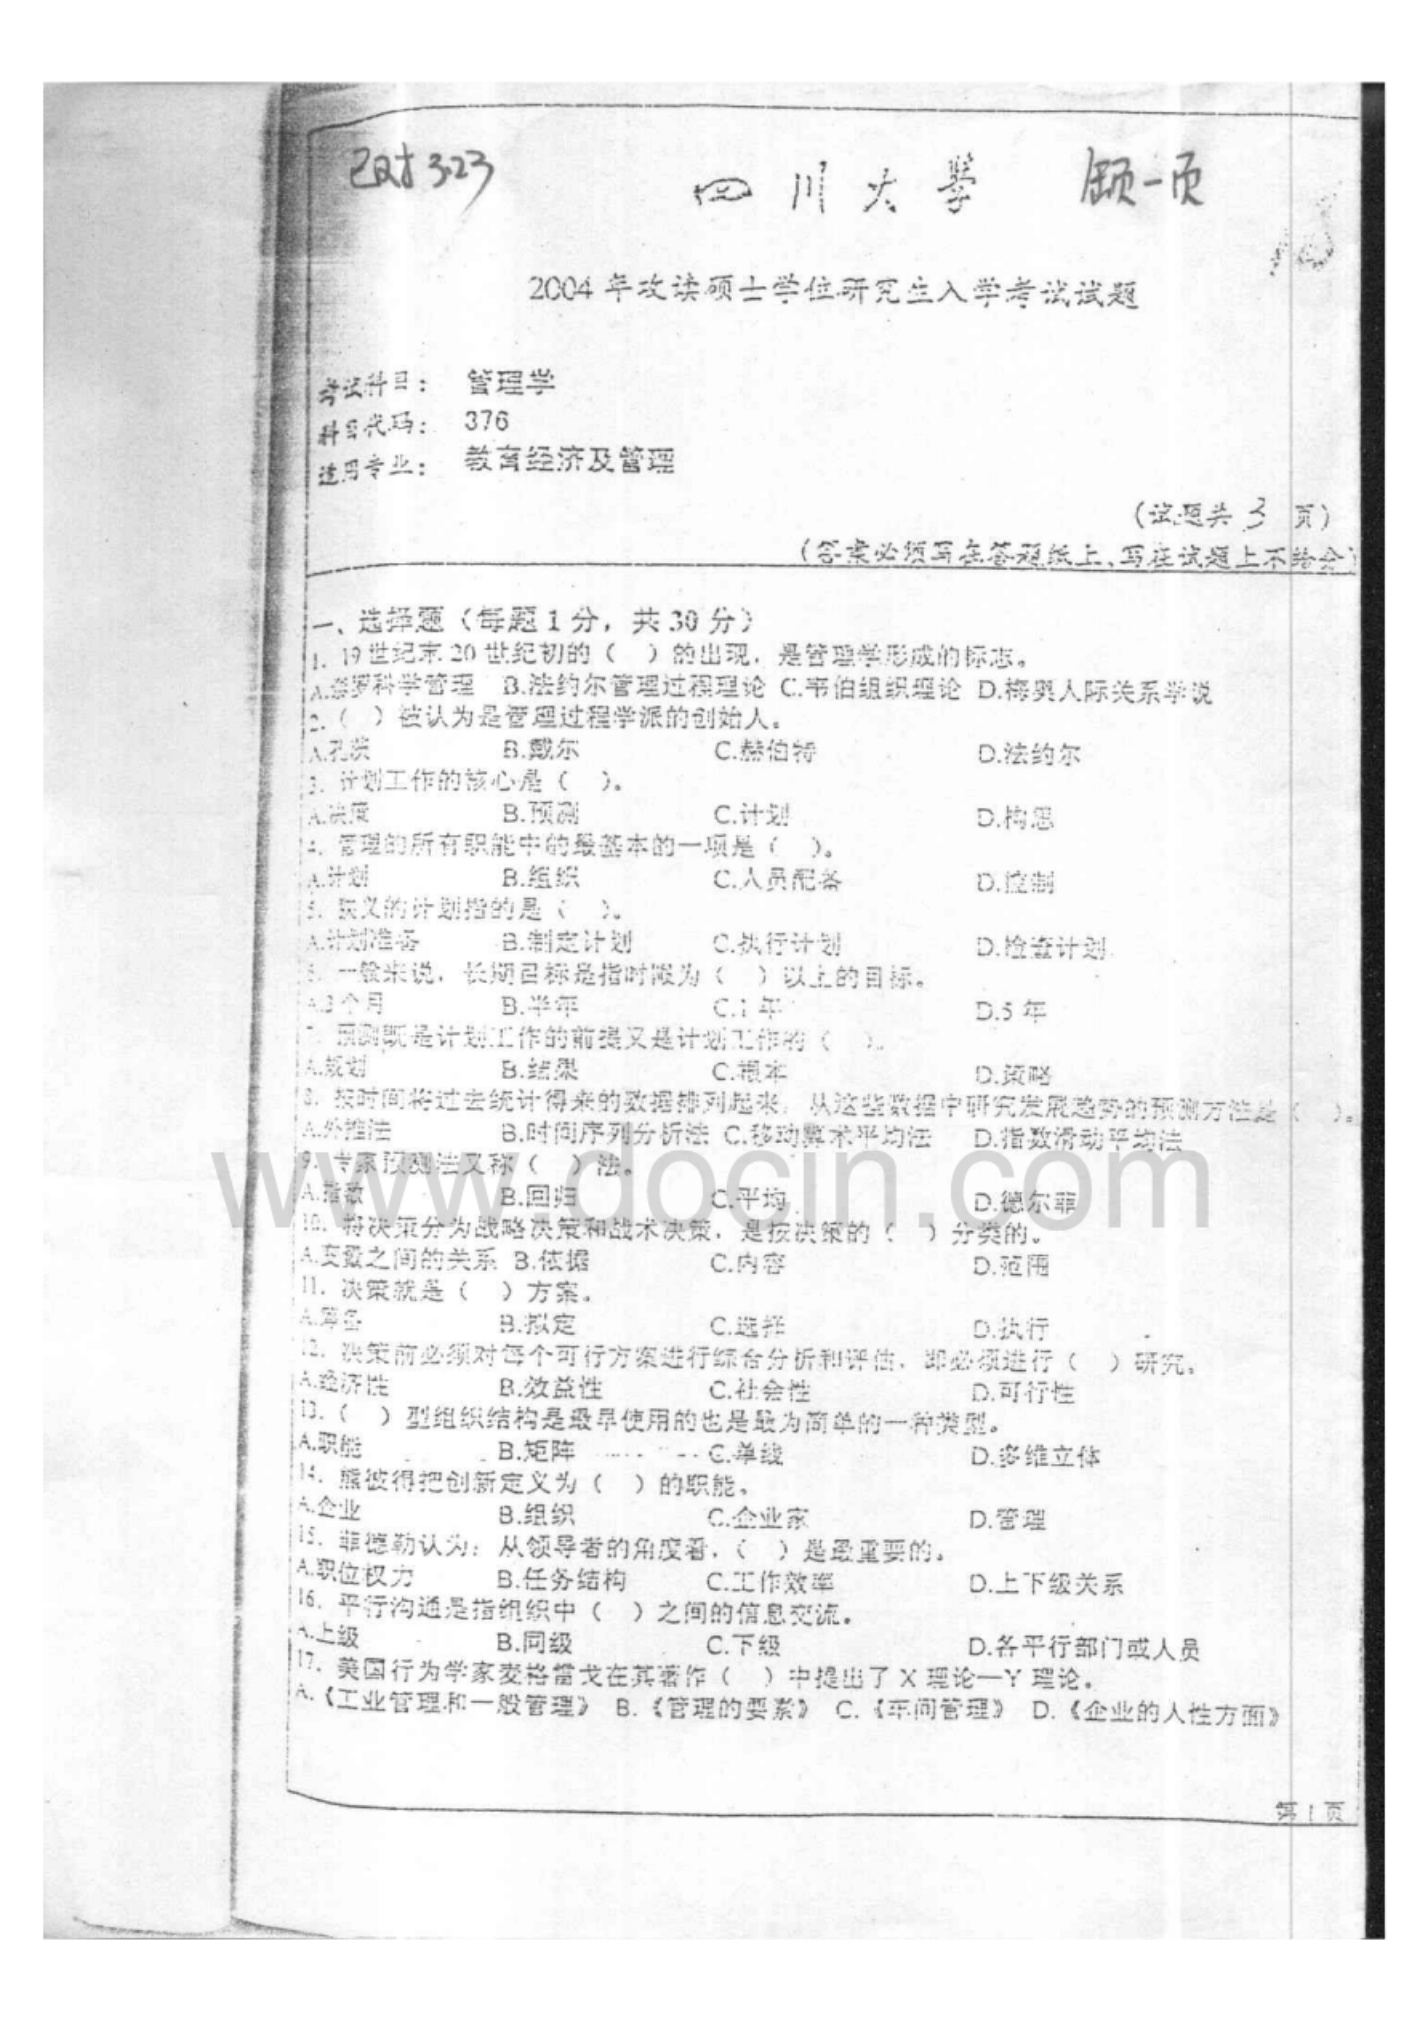 已对 3.23
四川大学
2004年攻读硕士学位研究生入学考试试题
考试科目： 管理学
科目代码： 376
适用专业： 教育经济及管理
(试题共 3 页)
(答案必须写在答题纸上、写在试题上不给分)
一、选择题（每题1分，共30分）
1. 19世纪末20世纪初的（ ）的出现，是管理学形成的标志。
A.泰罗科学管理 B.法约尔管理过程理论 C.韦伯组织理论 D.梅奥人际关系学说
2.（ ）被认为是管理过程学派的创始人。
A.孔茨 B.戴尔 C.赫伯特 D.法约尔
3. 计划工作的核心是（ ）。
A.决策 B.预测 C.计划 D.构思
4. 管理的所有职能中的最基本的一项是（ ）。
A.计划 B.组织 C.人员配备 D.控制
5. 狭义的计划指的是（ ）。
A.计划准备 B.制定计划 C.执行计划 D.检查计划
6. 一般来说，长期目标是指时限为（ ）以上的目标。
A.3个月 B.半年 C.1年 D.5年
7. 预测既是计划工作的前提又是计划工作的（ ）。
A.规划 B.结果 C.根本 D.策略
8. 按时间将过去统计得来的数据排列起来，从这些数据中研究发展趋势的预测方法是（ ）。
A.外推法 B.时间序列分析法 C.移动算术平均法 D.指数滑动平均法
9. 专家预测法又称（ ）法。
A.指数 B.回归 C.平均 D.德尔菲
www.docin.com
10. 将决策分为战略决策和战术决策，是按决策的（ ）分类的。
A.变量之间的关系 B.依据 C.内容 D.范围
11. 决策就是（ ）方案。
A.筹备 B.拟定 C.选择 D.执行
12. 决策前必须对每个可行方案进行综合分析和评估，即必须进行（ ）研究。
A.经济性 B.效益性 C.社会性 D.可行性
13.（ ）型组织结构是最早使用的也是最为简单的一种类型。
A.职能 B.矩阵 C.单线 D.多维立体
14. 熊彼得把创新定义为（ ）的职能。
A.企业 B.组织 C.企业家 D.管理
15. 菲德勒认为：从领导者的角度看，（ ）是最重要的。
A.职位权力 B.任务结构 C.工作效率 D.上下级关系
16. 平行沟通是指组织中（ ）之间的信息交流。
A.上级 B.同级 C.下级 D.各平行部门或人员
17. 美国行为学家麦格雷戈在其著作（ ）中提出了X理论—Y理论。
A.《工业管理和一般管理》 B.《管理的要素》 C.《车间管理》 D.《企业的人性方面》
第1页